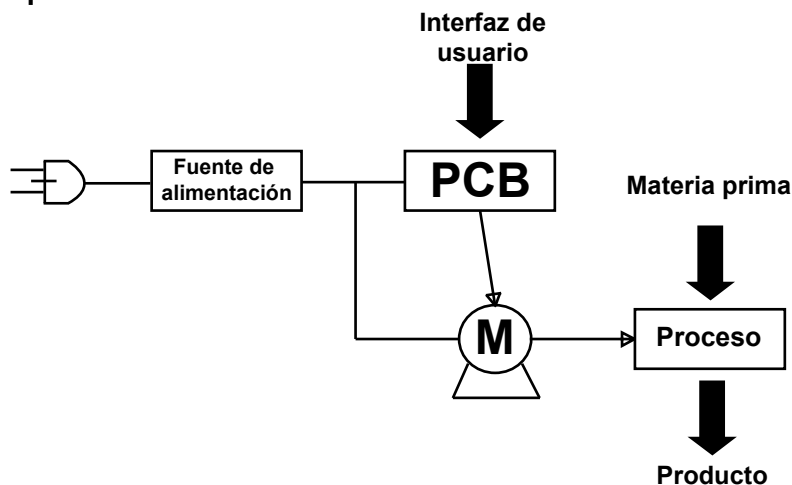 Interfaz de
usuario
Fuente de
alimentación
PCB
Materia prima
M
Proceso
Producto